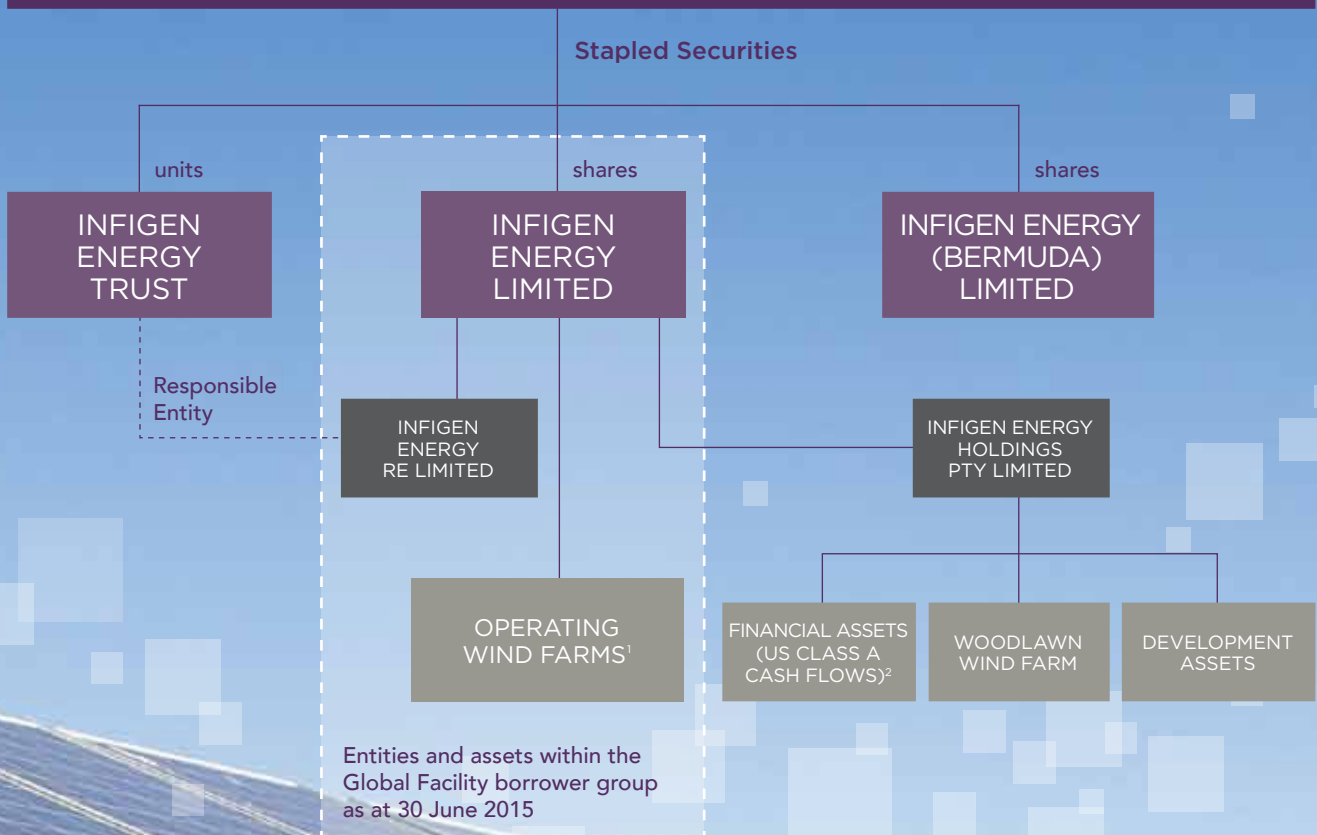 Stapled Securities
units
shares
shares
INFIGEN
ENERGY
TRUST
INFIGEN
ENERGY
LIMITED
INFIGEN ENERGY
(BERMUDA)
LIMITED
Responsible
Entity
INFIGEN
ENERGY
RE LIMITED
INFIGEN ENERGY
HOLDINGS
PTY LIMITED
OPERATING
WIND FARMS¹
FINANCIAL ASSETS
(US CLASS A
CASH FLOWS)²
WOODLAWN
WIND FARM
DEVELOPMENT
ASSETS
Entities and assets within the
Global Facility borrower group
as at 30 June 2015